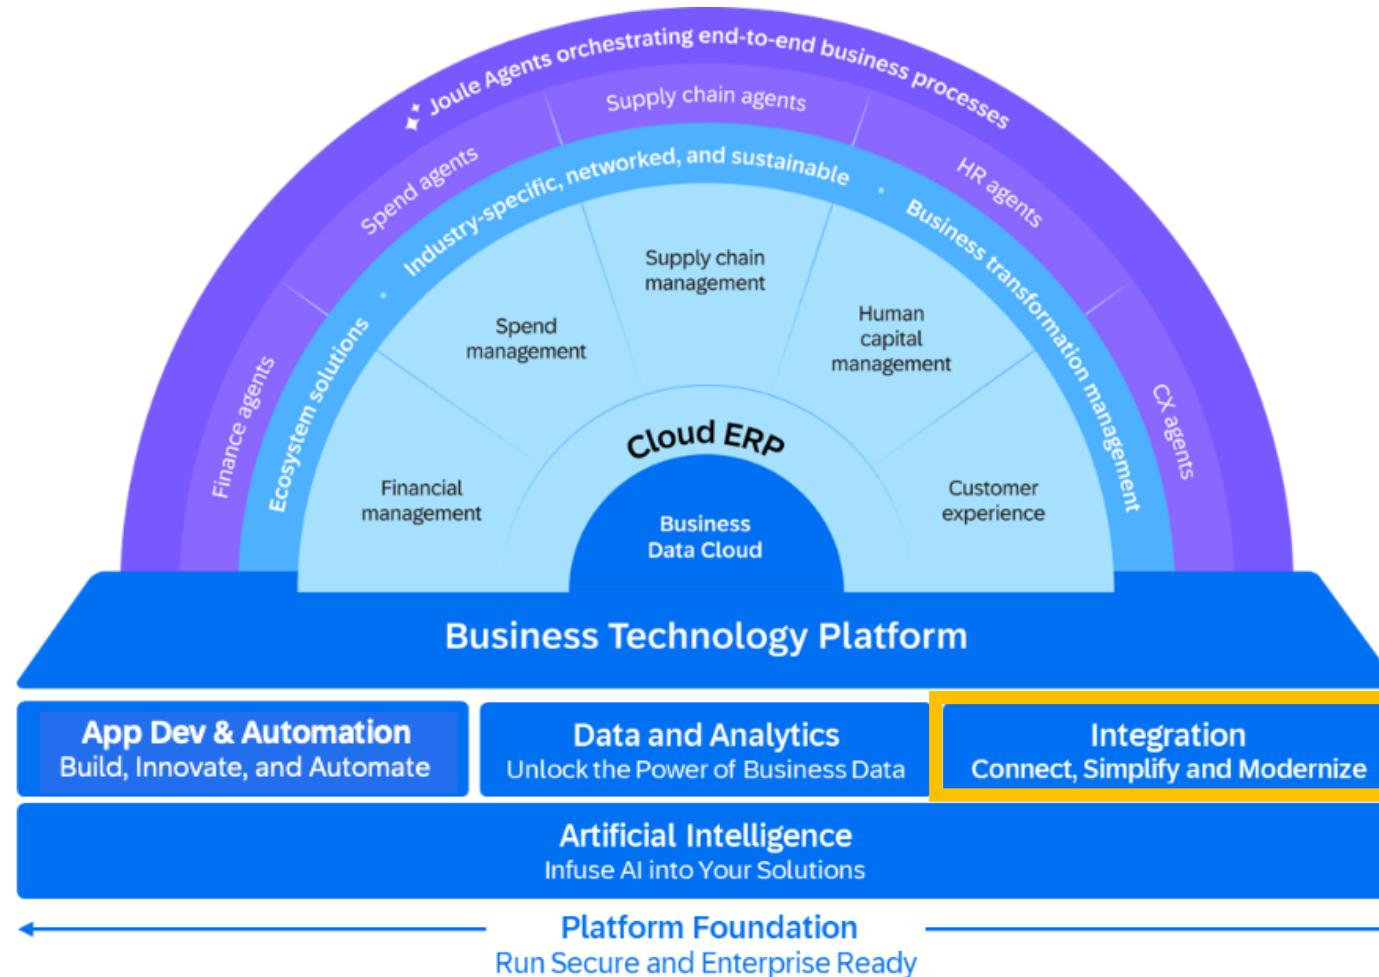 Joule Agents orchestrating end-to-end business processes
Finance agents
Spend agents
Supply chain agents
HR agents
CX agents
Ecosystem solutions • Industry-specific, networked, and sustainable • Business transformation management
Financial
management
Spend
management
Supply chain
management
Human
capital
management
Customer
experience
Cloud ERP
Business
Data Cloud
Business Technology Platform
App Dev & Automation
Build, Innovate, and Automate
Data and Analytics
Unlock the Power of Business Data
Integration
Connect, Simplify and Modernize
Artificial Intelligence
Infuse AI into Your Solutions
Platform Foundation
Run Secure and Enterprise Ready